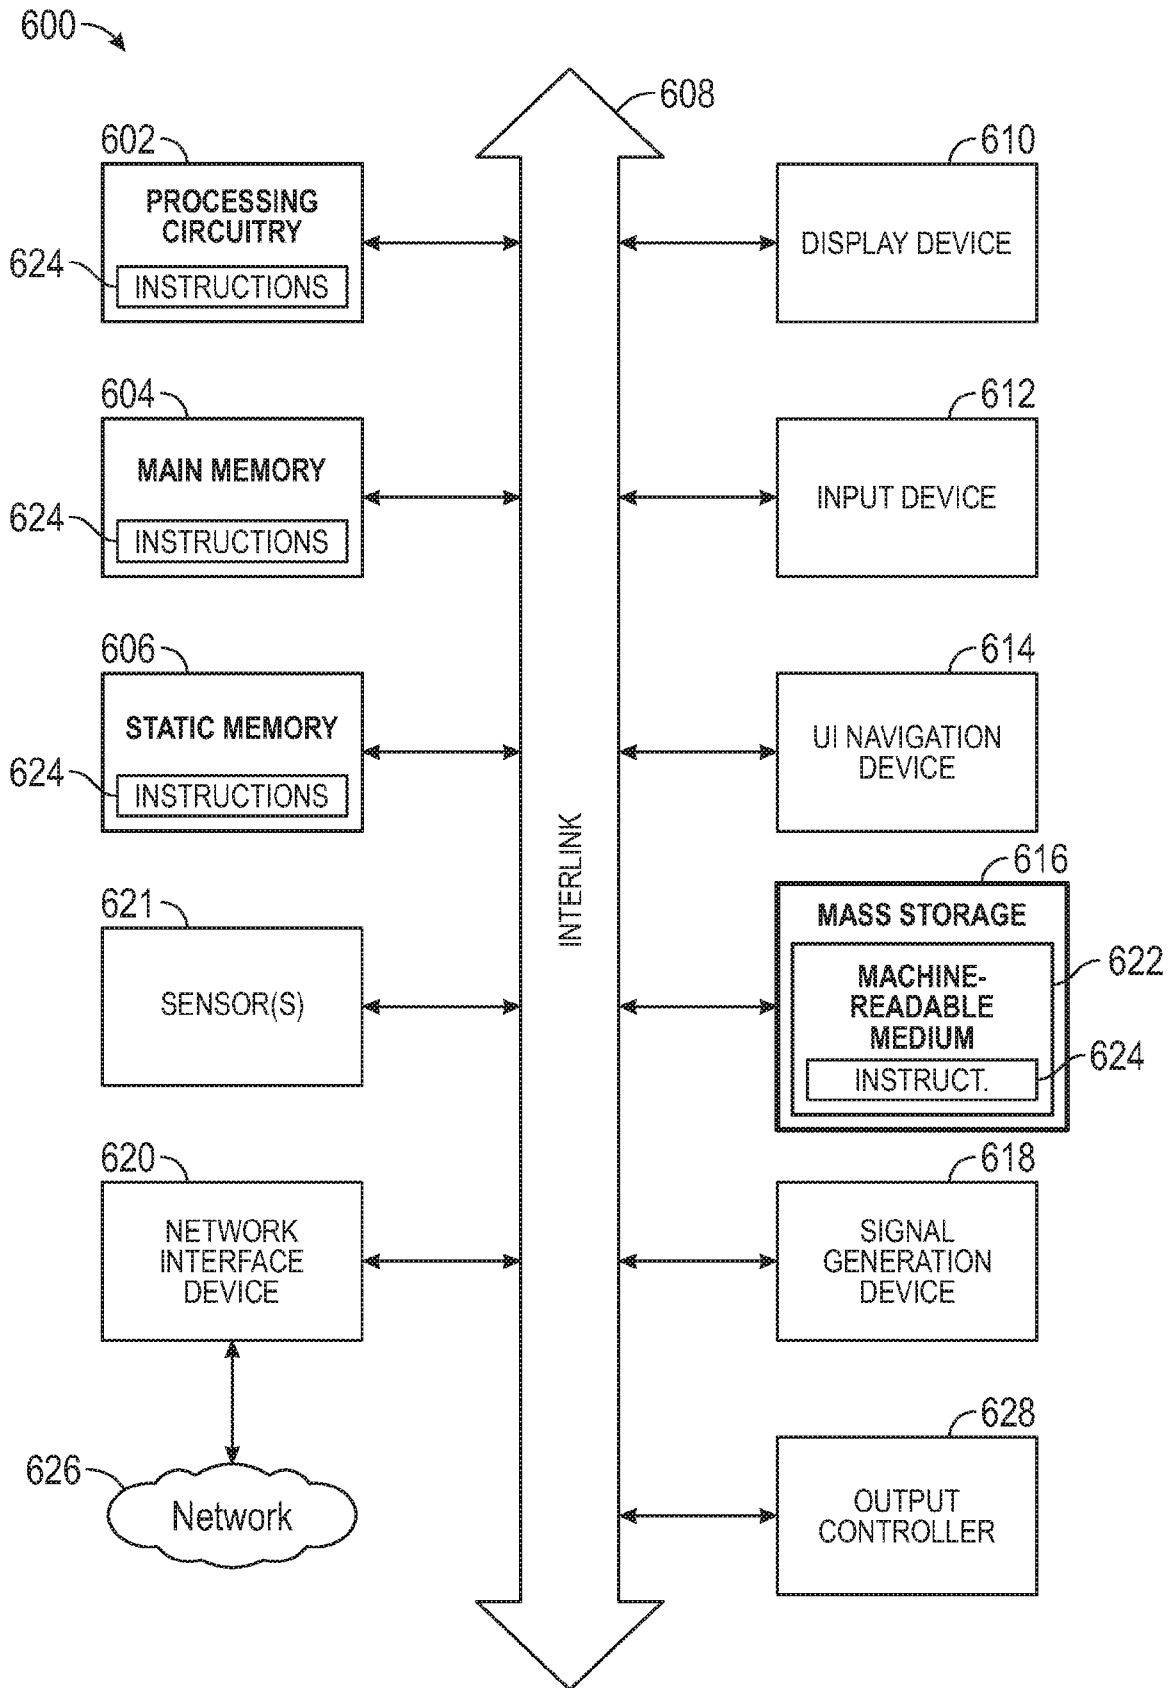 600
608
602
PROCESSING
CIRCUITRY
624
INSTRUCTIONS
610
DISPLAY DEVICE
604
MAIN MEMORY
624
INSTRUCTIONS
612
INPUT DEVICE
606
STATIC MEMORY
624
INSTRUCTIONS
614
UI NAVIGATION
DEVICE
INTERLINK
621
SENSOR(S)
616
MASS STORAGE
622
MACHINE-
READABLE
MEDIUM
624
INSTRUCT.
620
NETWORK
INTERFACE
DEVICE
618
SIGNAL
GENERATION
DEVICE
626
Network
628
OUTPUT
CONTROLLER